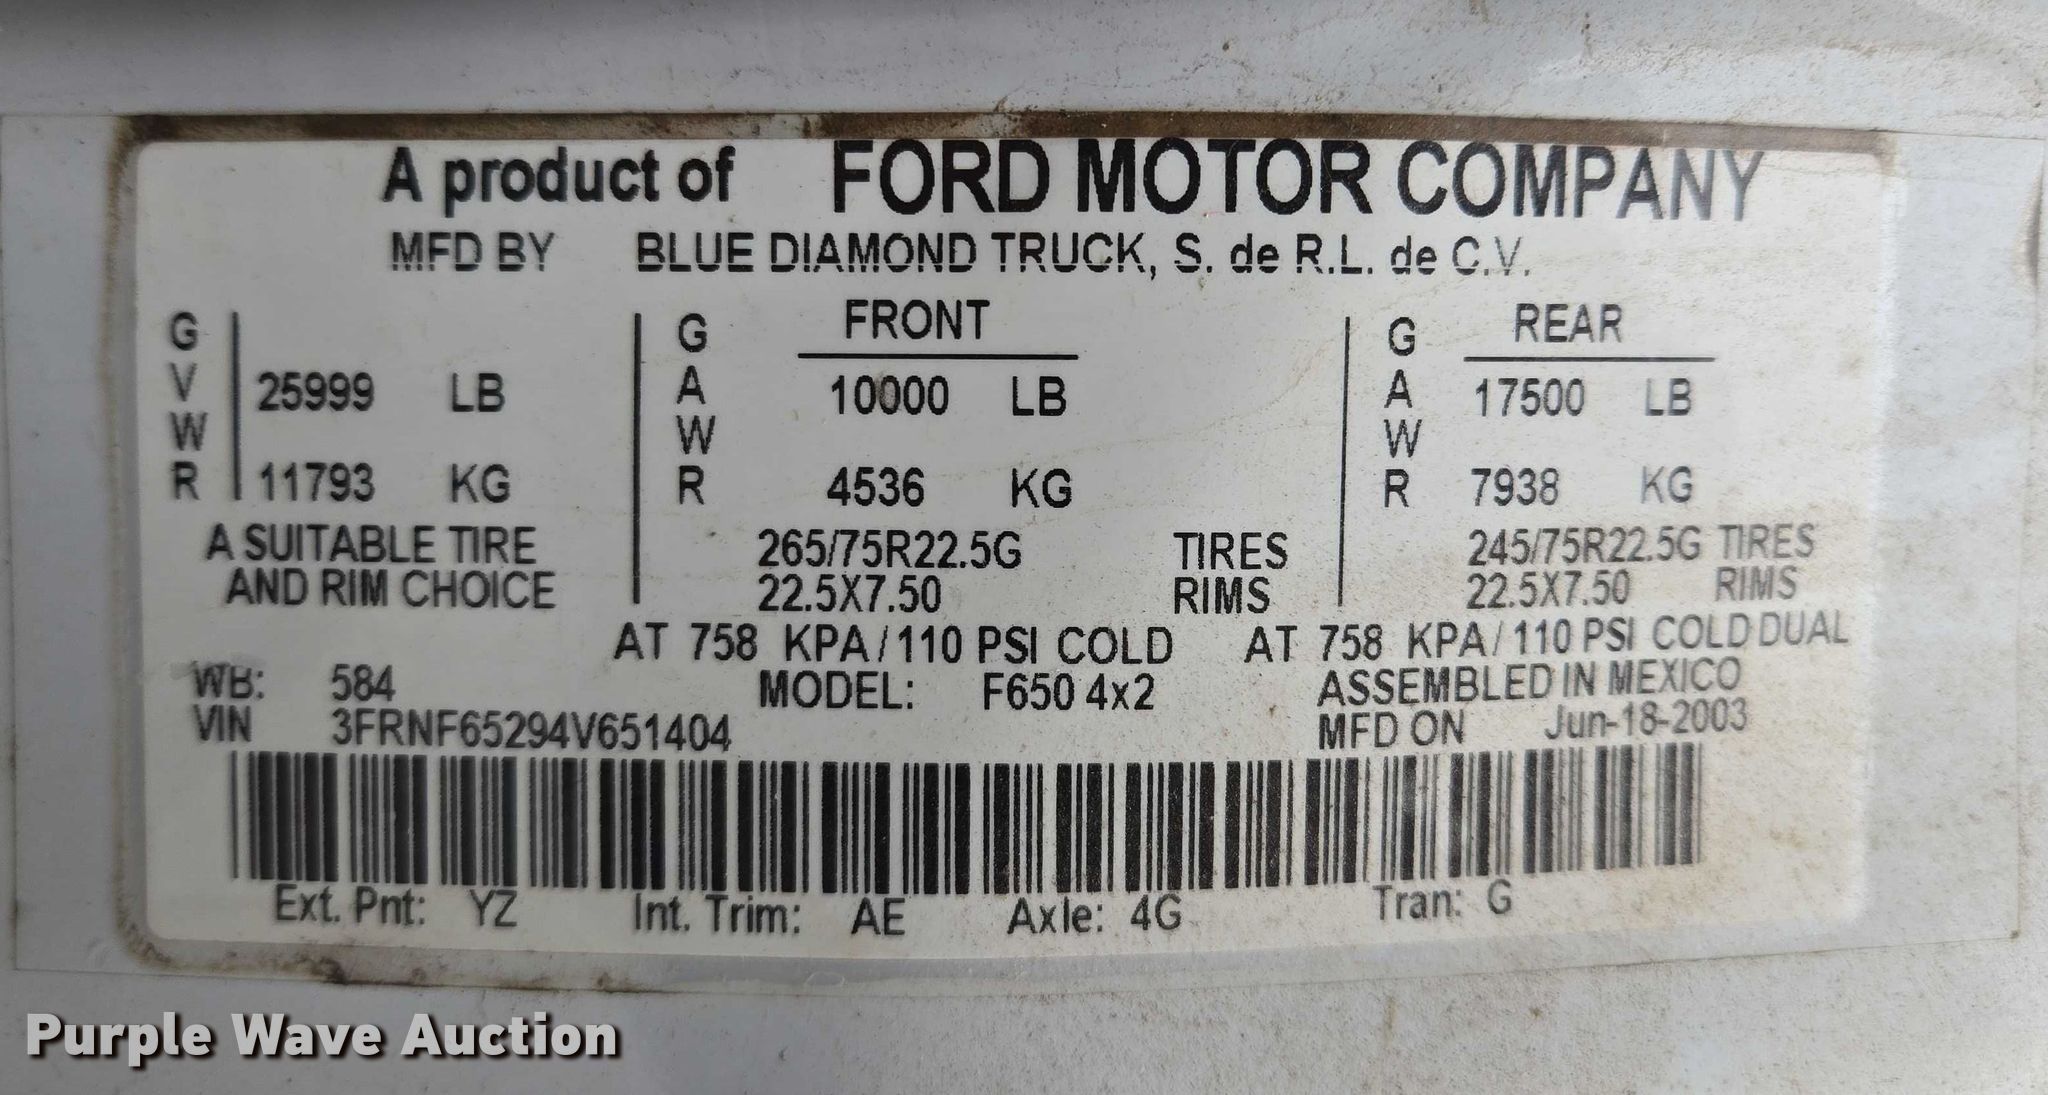 A product of FORD MOTOR COMPANY
MFD BY BLUE DIAMOND TRUCK, S. de R.L. de C.V.
GVWR 25999 LB
11793 KG
GAWR FRONT
10000 LB
4536 KG
GAWR REAR
17500 LB
7938 KG
A SUITABLE TIRE 265/75R22.5G TIRES 245/75R22.5G TIRES
AND RIM CHOICE 22.5X7.50 RIMS 22.5X7.50 RIMS
AT 758 KPA/110 PSI COLD AT 758 KPA/110 PSI COLD DUAL
WB: 584 MODEL: F650 4x2 ASSEMBLED IN MEXICO
VIN 3FRNF65294V651404 MFD ON Jun-18-2003
Ext. Pnt: YZ Int. Trim: AE Axle: 4G Tran: G
Purple Wave Auction